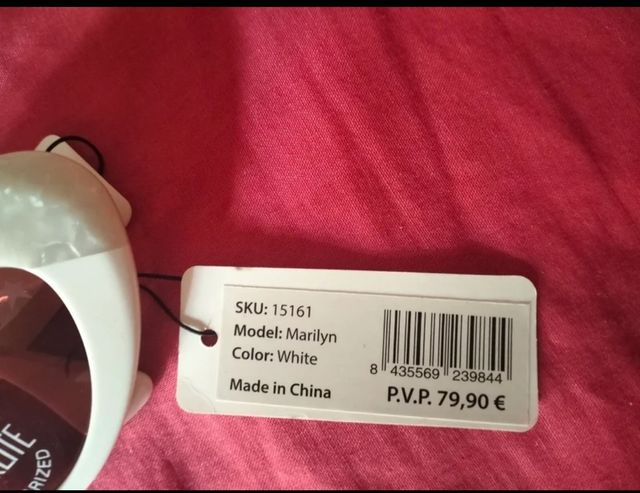 SKU: 15161
Model: Marilyn
Color: White
Made in China
8 435569 239844
P.V.P. 79,90 €